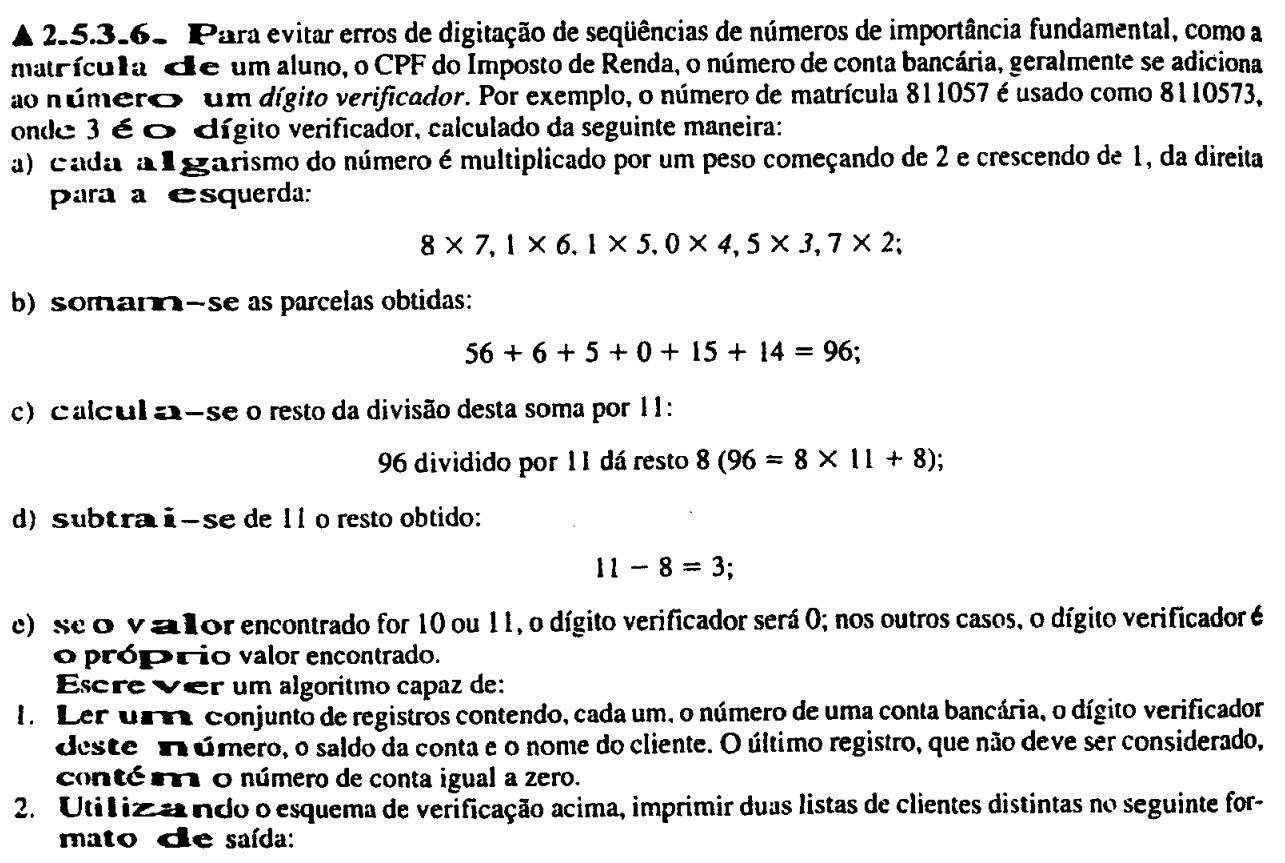 ▲ 2.5.3.6. Para evitar erros de digitação de seqüências de números de importância fundamental, como a
matrícula de um aluno, o CPF do Imposto de Renda, o número de conta bancária, geralmente se adiciona
ao número um dígito verificador. Por exemplo, o número de matrícula 811057 é usado como 8110573,
onde 3 é o dígito verificador, calculado da seguinte maneira:
a) cada algarismo do número é multiplicado por um peso começando de 2 e crescendo de 1, da direita
para a esquerda:
8 × 7, 1 × 6, 1 × 5, 0 × 4, 5 × 3, 7 × 2;
b) somam-se as parcelas obtidas:
56 + 6 + 5 + 0 + 15 + 14 = 96;
c) calcula-se o resto da divisão desta soma por 11:
96 dividido por 11 dá resto 8 (96 = 8 × 11 + 8);
d) subtrai-se de 11 o resto obtido:
11 − 8 = 3;
e) se o valor encontrado for 10 ou 11, o dígito verificador será 0; nos outros casos, o dígito verificador é
o próprio valor encontrado.
Escrever um algoritmo capaz de:
1. Ler um conjunto de registros contendo, cada um, o número de uma conta bancária, o dígito verificador
deste número, o saldo da conta e o nome do cliente. O último registro, que não deve ser considerado,
contém o número de conta igual a zero.
2. Utilizando o esquema de verificação acima, imprimir duas listas de clientes distintas no seguinte for-
mato de saída: